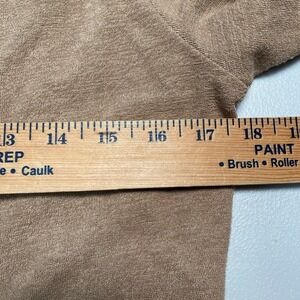 13 14 15 16 17 18
REP PAINT
e • Caulk • Brush • Roller